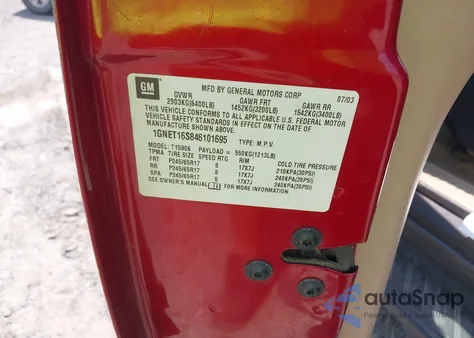 GM
MFD BY GENERAL MOTORS CORP 07/03
GVWR GAWR FRT GAWR RR
2903KG(6400LB) 1452KG(3200LB) 1542KG(3400LB)
THIS VEHICLE CONFORMS TO ALL APPLICABLE U.S. FEDERAL MOTOR
VEHICLE SAFETY STANDARDS IN EFFECT ON THE DATE OF
MANUFACTURE SHOWN ABOVE.
1GNET16S846101695 TYPE: M.P.V.
MODEL: T15806 PAYLOAD = 550KG(1213LB)
TPM TIRE SIZE SPEED RTG RIM COLD TIRE PRESSURE
FRT P245/65R17 S 17X7J 210KPA(30PSI)
RR P245/65R17 S 17X7J 240KPA(35PSI)
SPA P245/65R17 S 17X7J 240KPA(35PSI)
SEE OWNER'S MANUAL FOR ADDITIONAL INFORMATION
autoSnap